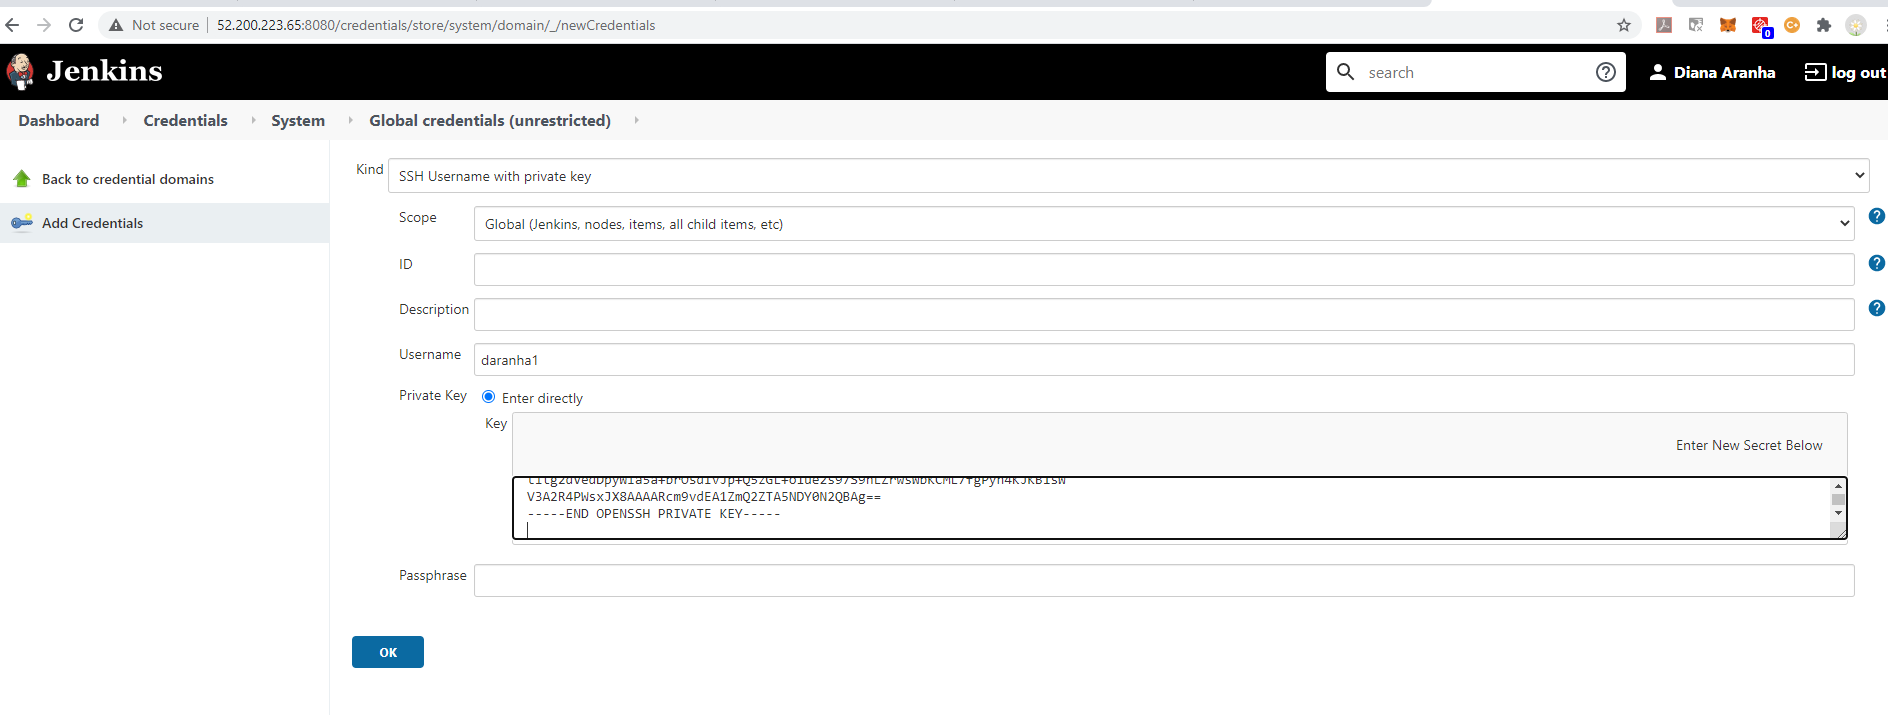 Not secure | 52.200.223.65:8080/credentials/store/system/domain/_/newCredentials
0
Jenkins
search
Diana Aranha
log out
Dashboard
Credentials
System
Global credentials (unrestricted)
Back to credential domains
Add Credentials
Kind
SSH Username with private key
Scope
Global (Jenkins, nodes, items, all child items, etc)
ID
Description
Username
daranha1
Private Key
Enter directly
Key
Enter New Secret Below
V3A2R4PWsxJX8AAAARcm9vdEA1ZmQ2ZTA5NDY0N2QBAg==
-----END OPENSSH PRIVATE KEY-----
Passphrase
OK